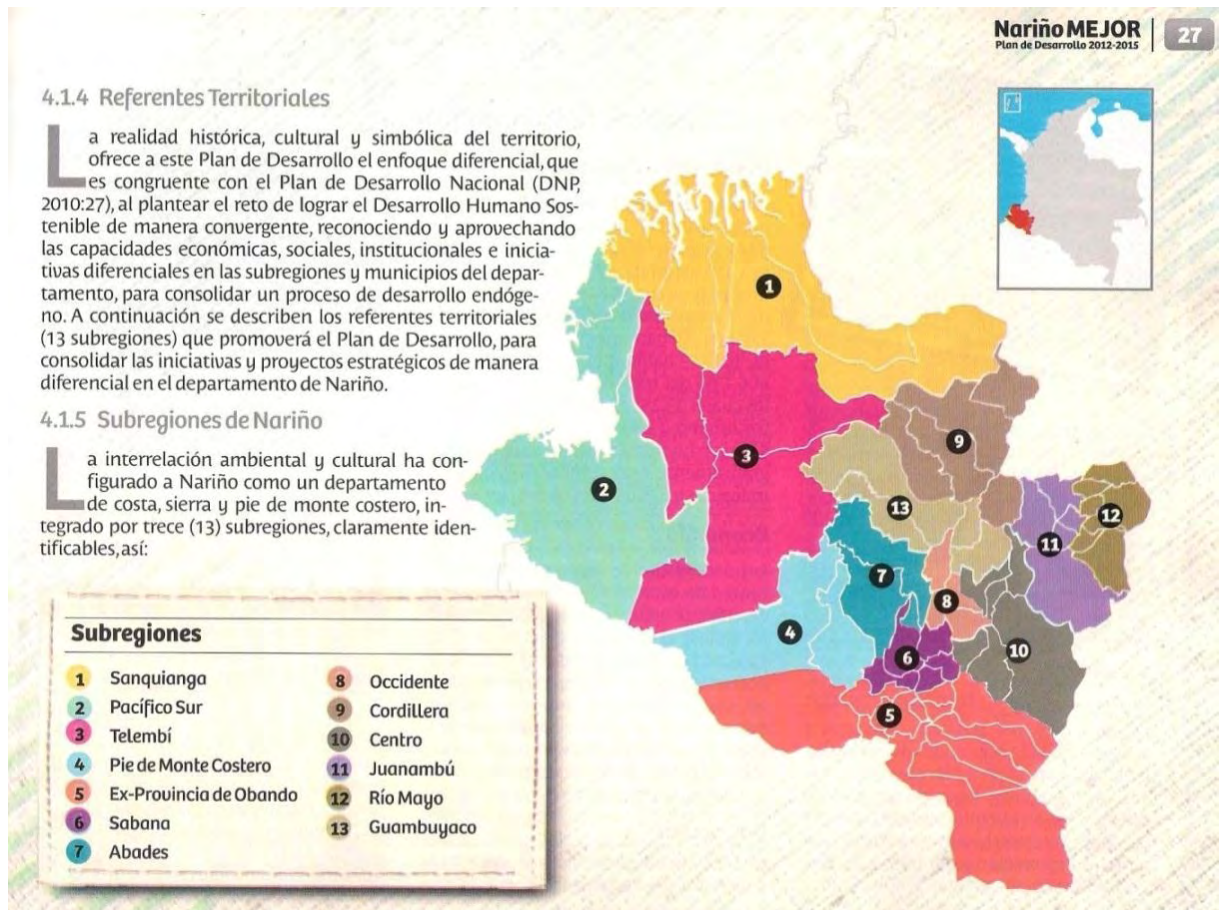 Nariño MEJOR
Plan de Desarrollo 2012-2015
27
4.1.4 Referentes Territoriales
La realidad histórica, cultural y simbólica del territorio,
ofrece a este Plan de Desarrollo el enfoque diferencial, que
es congruente con el Plan de Desarrollo Nacional (DNP,
2010:27), al plantear el reto de lograr el Desarrollo Humano Sos-
tenible de manera convergente, reconociendo y aprovechando
las capacidades económicas, sociales, institucionales e inicia-
tivas diferenciales en las subregiones y municipios del depar-
tamento, para consolidar un proceso de desarrollo endóge-
no. A continuación se describen los referentes territoriales
(13 subregiones) que promoverá el Plan de Desarrollo, para
consolidar las iniciativas y proyectos estratégicos de manera
diferencial en el departamento de Nariño.
4.1.5 Subregiones de Nariño
La interrelación ambiental y cultural ha con-
figurado a Nariño como un departamento
de costa, sierra y pie de monte costero, in-
tegrado por trece (13) subregiones, claramente iden-
tificables, así:
Subregiones
1 Sanquianga
2 Pacífico Sur
3 Telembí
4 Pie de Monte Costero
5 Ex-Provincia de Obando
6 Sabana
7 Abades
8 Occidente
9 Cordillera
10 Centro
11 Juanambú
12 Río Mayo
13 Guambuyaco
1
9
3
2
13
12
11
7
8
4
10
6
5